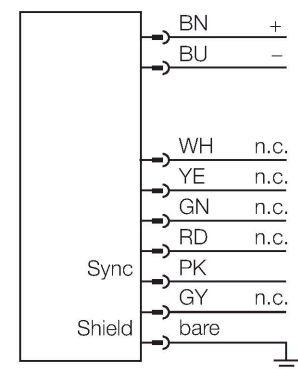 BN +
BU –
WH n.c.
YE n.c.
GN n.c.
RD n.c.
Sync PK
GY n.c.
Shield bare